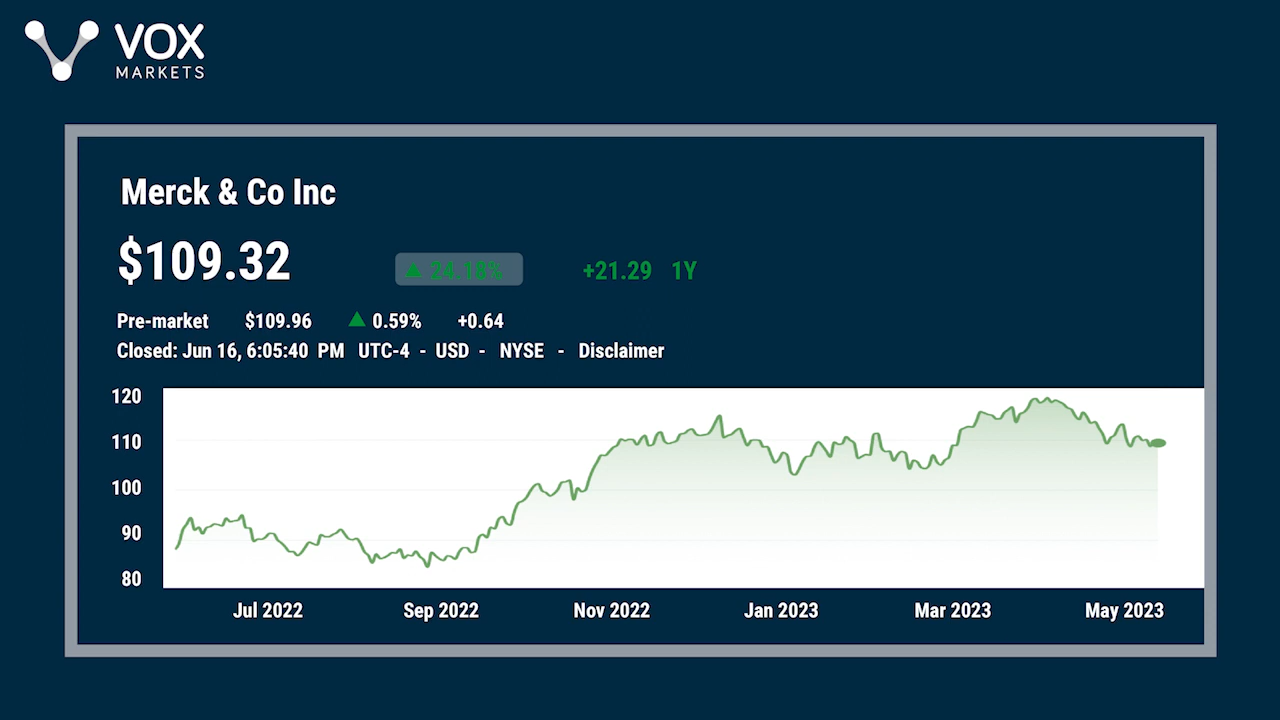 VOX
MARKETS
Merck & Co Inc
$109.32 ▲ 24.18% +21.29 1Y
Pre-market $109.96 ▲ 0.59% +0.64
Closed: Jun 16, 6:05:40 PM UTC-4 - USD - NYSE - Disclaimer
120
110
100
90
80
Jul 2022 Sep 2022 Nov 2022 Jan 2023 Mar 2023 May 2023